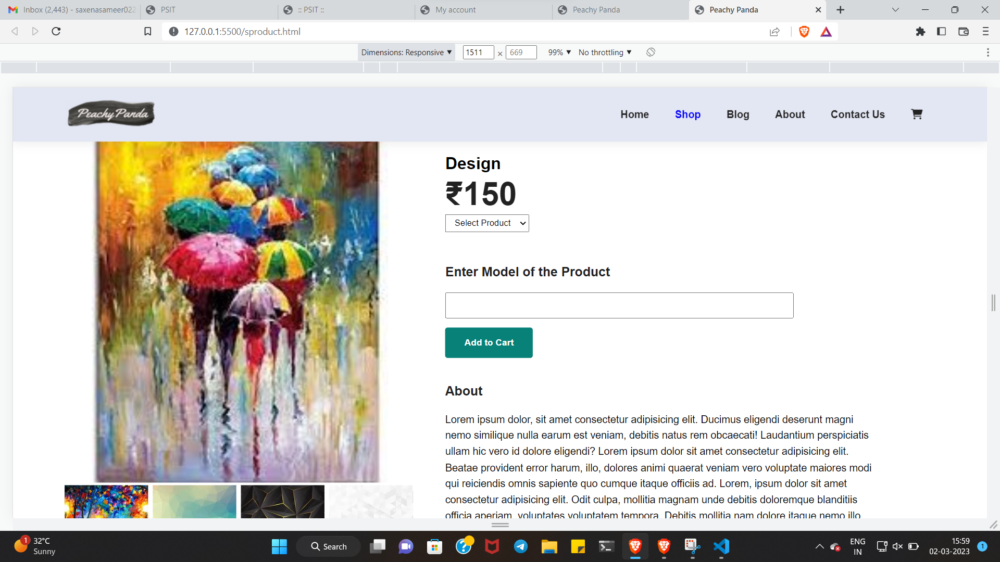 Inbox (2,443) - saxenasameer022
PSIT
:: PSIT ::
My account
Peachy Panda
Peachy Panda
127.0.0.1:5500/sproduct.html
Dimensions: Responsive ▼ 1511 × 669 99% ▼ No throttling ▼
Peachy Panda
Home Shop Blog About Contact Us
Design
₹150
Select Product
Enter Model of the Product
Add to Cart
About
Lorem ipsum dolor, sit amet consectetur adipisicing elit. Ducimus eligendi deserunt magni
nemo similique nulla earum est veniam, debitis natus rem obcaecati! Laudantium perspiciatis
ullam hic vero id dolore eligendi? Lorem ipsum dolor sit amet consectetur adipisicing elit.
Beatae provident error harum, illo, dolores animi quaerat veniam vero voluptate maiores modi
qui reiciendis omnis sapiente quo cumque itaque officiis ad. Lorem, ipsum dolor sit amet
consectetur adipisicing elit. Odit culpa, mollitia magnam unde debitis doloremque blanditiis
officia aperiam, voluptates voluptatem tempora. Debitis mollitia nam dolore itaque nemo illo
1
32°C
Sunny
Search
ENG
IN
15:59
02-03-2023
1